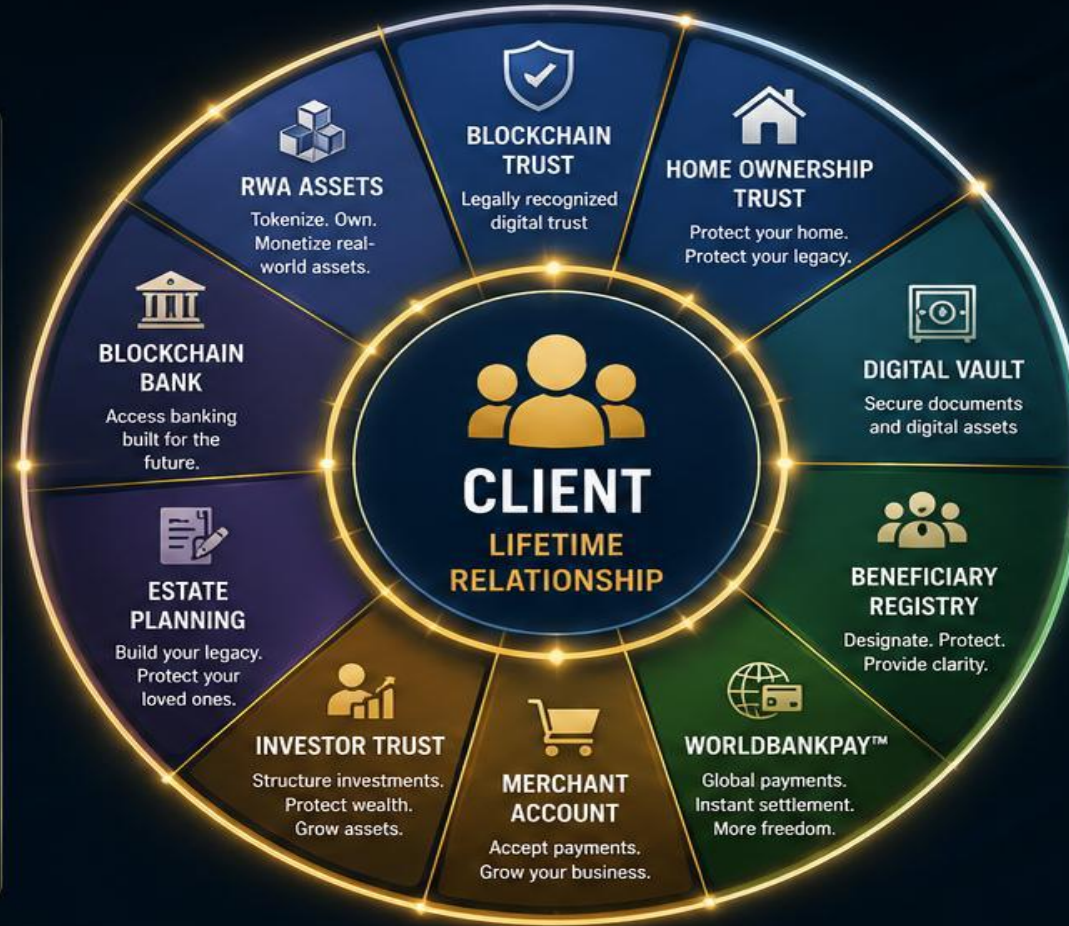 BLOCKCHAIN
TRUST
Legally recognized
digital trust
HOME OWNERSHIP
TRUST
Protect your home.
Protect your legacy.
DIGITAL VAULT
Secure documents
and digital assets
BENEFICIARY
REGISTRY
Designate. Protect.
Provide clarity.
WORLDBANKPAY™
Global payments.
Instant settlement.
More freedom.
MERCHANT
ACCOUNT
Accept payments.
Grow your business.
INVESTOR TRUST
Structure investments.
Protect wealth.
Grow assets.
ESTATE
PLANNING
Build your legacy.
Protect your
loved ones.
BLOCKCHAIN
BANK
Access banking
built for the
future.
RWA ASSETS
Tokenize. Own.
Monetize real-
world assets.
CLIENT
LIFETIME
RELATIONSHIP